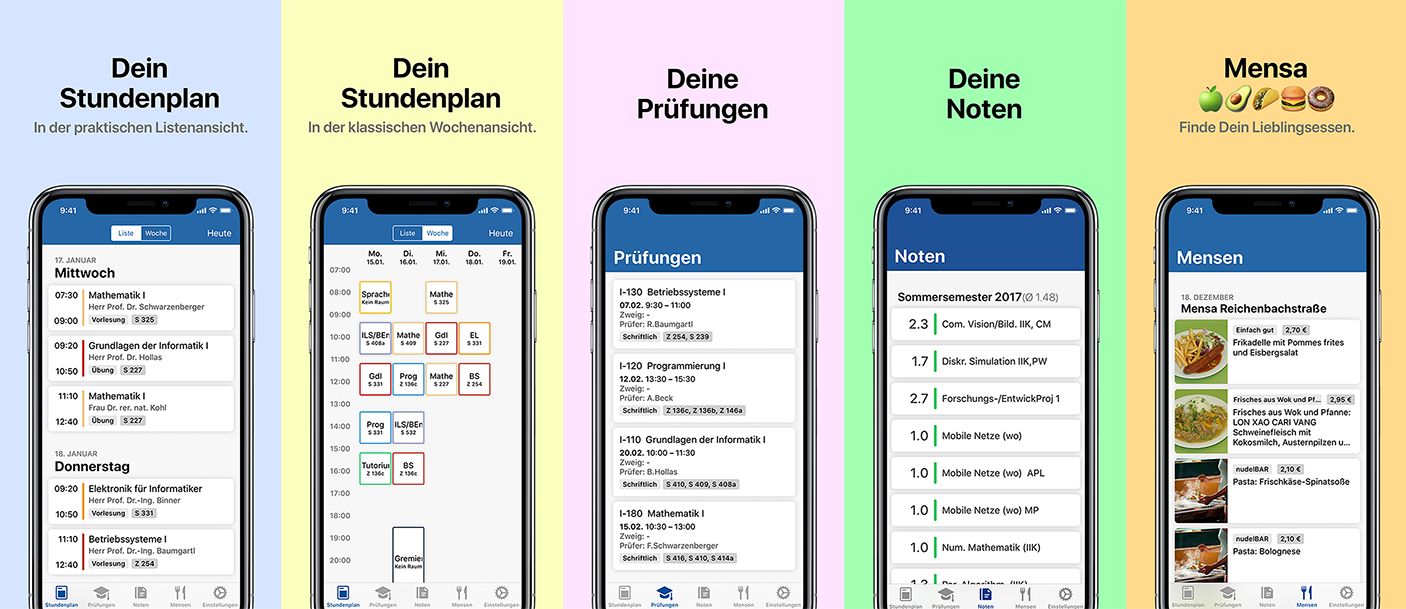 Dein
Stundenplan
In der praktischen Listenansicht.
9:41
Liste Woche Heute
17. JANUAR
Mittwoch
07:30 Mathematik I
Herr Prof. Dr. Schwarzenberger
09:00 Vorlesung S 325
09:20 Grundlagen der Informatik I
Herr Prof. Dr. Hollas
10:50 Übung S 227
11:10 Mathematik I
Frau Dr. rer. nat. Kohl
12:40 Übung S 227
18. JANUAR
Donnerstag
09:20 Elektronik für Informatiker
Herr Prof. Dr.-Ing. Binner
10:50 Vorlesung S 331
11:10 Betriebssysteme I
Herr Prof. Dr.-Ing. Baumgartl
12:40 Vorlesung Z 254
Stundenplan Prüfungen Noten Mensen Einstellungen
Dein
Stundenplan
In der klassischen Wochenansicht.
9:41
Liste Woche Heute
Mo. Di. Mi. Do. Fr.
15.01. 16.01. 17.01. 18.01. 19.01.
07:00
08:00 Sprache Mathe
Kein Raum S 325
10:00 ILS/BEn Mathe GdI EL
S 408a S 409 S 227 S 331
11:00
12:00 GdI Prog Mathe BS
S 331 Z 136c S 227 Z 254
13:00
14:00 Prog ILS/BEn
S 331 S 532
15:00
16:00 Tutoriu BS
Z 136c Z 136c
17:00
18:00
19:00
20:00 Gremie
Kein Raum
Stundenplan Prüfungen Noten Mensen Einstellungen
Deine
Prüfungen
9:41
Prüfungen
I-130 Betriebssysteme I
07.02. 9:30 – 11:00
Zweig: -
Prüfer: R.Baumgartl
Schriftlich Z 254, S 239
I-120 Programmierung I
12.02. 13:30 – 15:30
Zweig: -
Prüfer: A.Beck
Schriftlich Z 136c, Z 136b, Z 146a
I-110 Grundlagen der Informatik I
20.02. 10:00 – 11:30
Zweig: -
Prüfer: B.Hollas
Schriftlich S 410, S 409, S 408a
I-180 Mathematik I
15.02. 10:30 – 13:00
Zweig: -
Prüfer: F.Schwarzenberger
Schriftlich S 416, S 410, S 414a
Stundenplan Prüfungen Noten Mensen Einstellungen
Deine
Noten
9:41
Noten
Sommersemester 2017(Ø 1.48)
2.3 Com. Vision/Bild. IIK, CM
1.7 Diskr. Simulation IIK,PW
2.7 Forschungs-/EntwickProj 1
1.0 Mobile Netze (wo)
1.0 Mobile Netze (wo) APL
1.0 Mobile Netze (wo) MP
1.0 Num. Mathematik (IIK)
1.3 Par. Algorithm. (IIK)
Stundenplan Prüfungen Noten Mensen Einstellungen
Mensa
Finde Dein Lieblingsessen.
9:41
Mensen
18. DEZEMBER
Mensa Reichenbachstraße
Einfach gut 2,70 €
Frikadelle mit Pommes frites
und Eisbergsalat
Frisches aus Wok und Pf... 2,95 €
Frisches aus Wok und Pfanne:
LON XAO CARI VANG
Schweinefleisch mit
Kokosmilch, Austernpilzen u...
nudelBAR 2,10 €
Pasta: Frischkäse-Spinatsoße
nudelBAR 2,10 €
Pasta: Bolognese
Stundenplan Prüfungen Noten Mensen Einstellungen